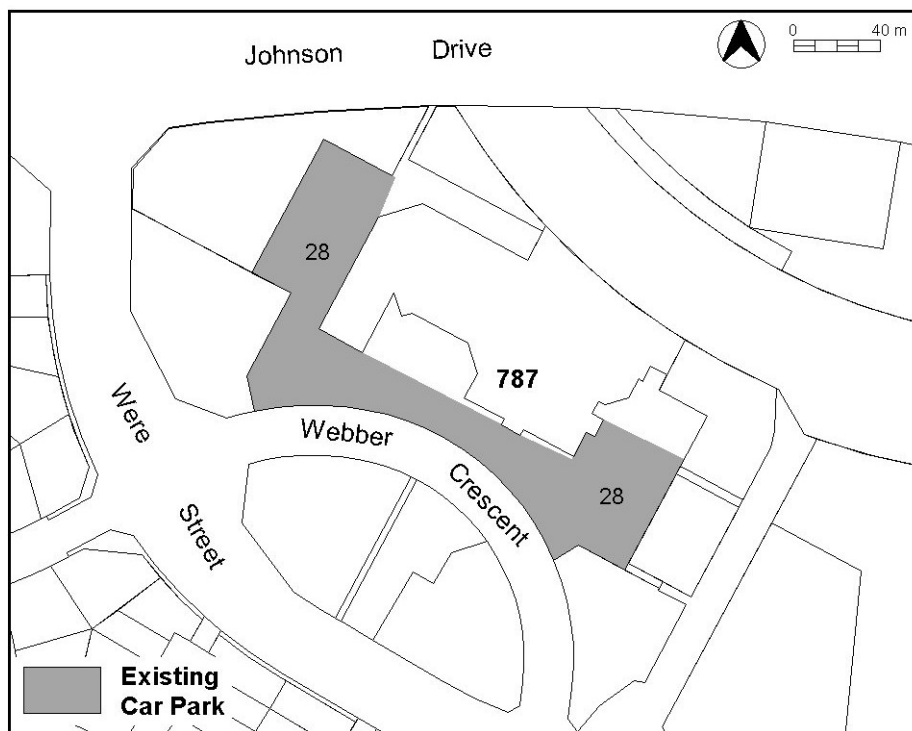 Johnson Drive
0 40 m
28
787
Were
Street
Webber
Crescent
28
Existing
Car Park